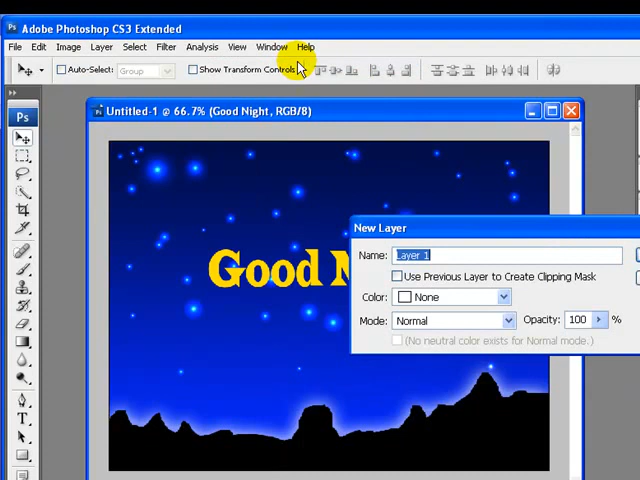 Ps Adobe Photoshop CS3 Extended
File Edit Image Layer Select Filter Analysis View Window Help
Auto-Select: Group Show Transform Controls
Ps
Untitled-1 @ 66.7% (Good Night, RGB/8)
Good N
New Layer
Name: Layer 1
Use Previous Layer to Create Clipping Mask
Color: None
Mode: Normal Opacity: 100 %
(No neutral color exists for Normal mode.)
T